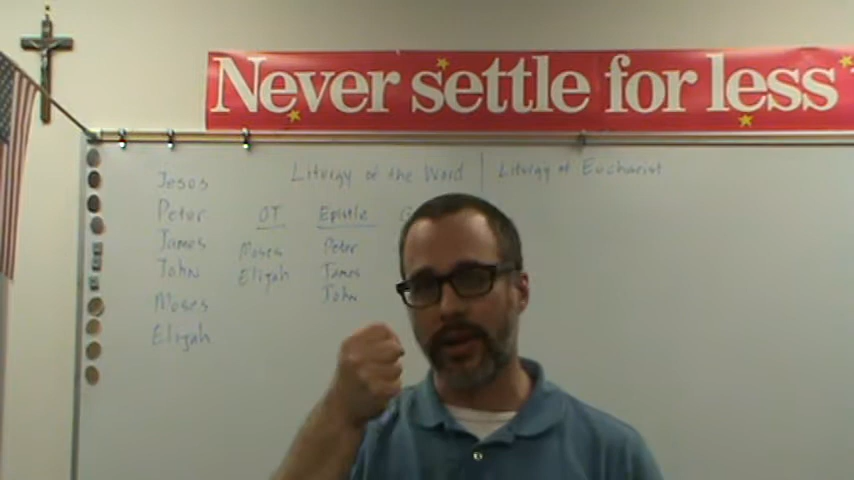 Never settle for less
Liturgy of the Word | Liturgy of Eucharist
Jesus
Peter OT Epistle G
James Moses Peter
John Elijah James
Moses John
Elijah